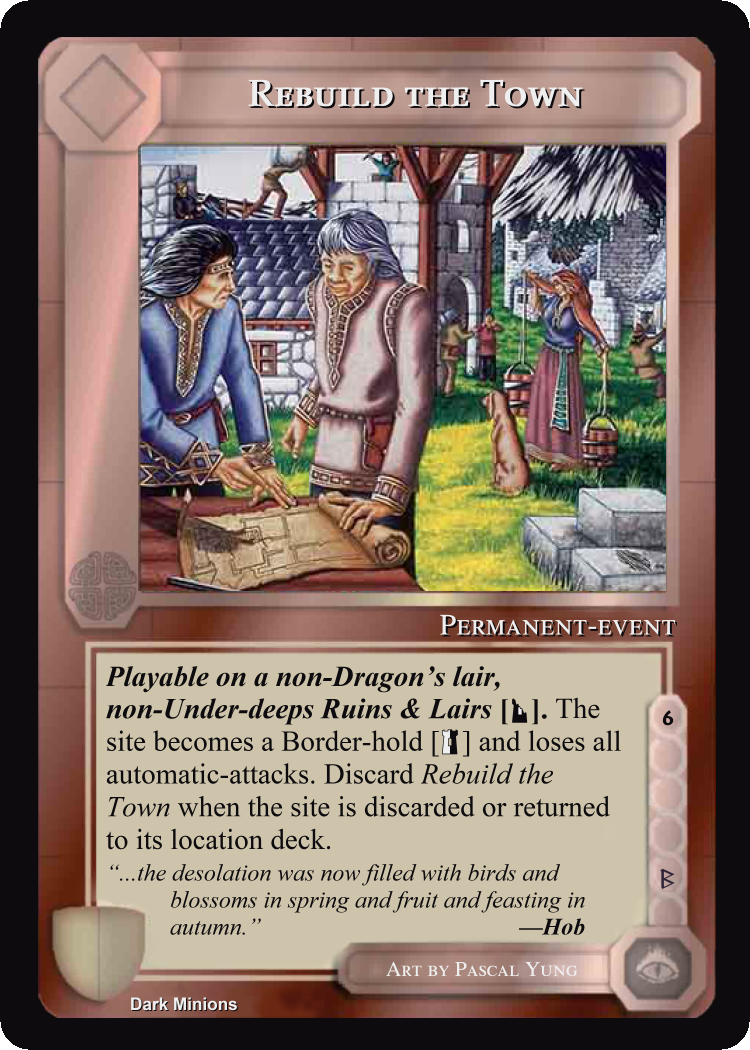 Rebuild the Town
Permanent-event
Playable on a non-Dragon's lair,
non-Under-deeps Ruins & Lairs [ ]. The
site becomes a Border-hold [ ] and loses all
automatic-attacks. Discard Rebuild the
Town when the site is discarded or returned
to its location deck.
"...the desolation was now filled with birds and
blossoms in spring and fruit and feasting in
autumn." —Hob
6
ᛒ
Art by Pascal Yung
Dark Minions